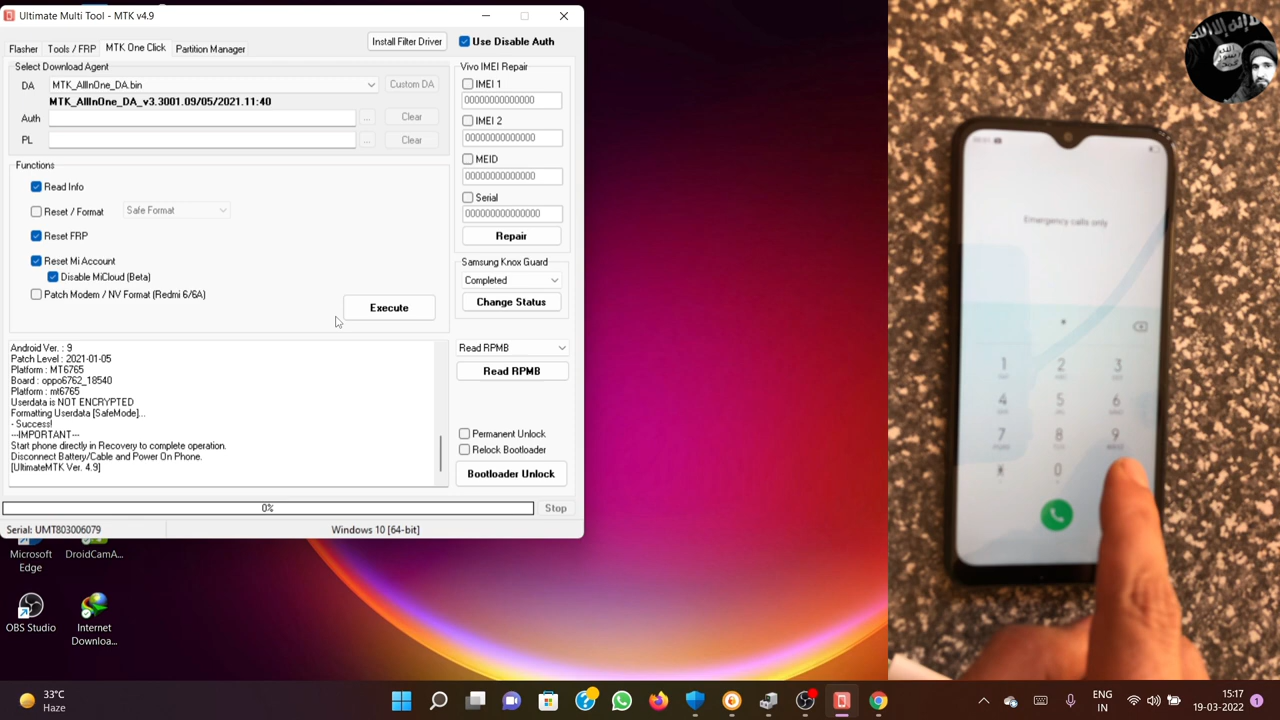 Ultimate Multi Tool - MTK v4.9
Flasher
Tools / FRP
MTK One Click
Partition Manager
Install Filter Driver
Use Disable Auth
Select Download Agent
DA
MTK_AllInOne_DA.bin
Custom DA
MTK_AllInOne_DA_v3.3001.09/05/2021.11:40
Auth
...
Clear
PL
...
Clear
Functions
Read Info
Reset / Format
Safe Format
Reset FRP
Reset Mi Account
Disable MiCloud (Beta)
Patch Modem / NV Format (Redmi 6/6A)
Execute
Vivo IMEI Repair
IMEI 1
00000000000000
IMEI 2
00000000000000
MEID
00000000000000
Serial
000000000000000
Repair
Samsung Knox Guard
Completed
Change Status
Read RPMB
Read RPMB
Permanent Unlock
Relock Bootloader
Bootloader Unlock
Android Ver. : 9
Patch Level : 2021-01-05
Platform : MT6765
Board : oppo6762_18540
Platform : mt6765
Userdata is NOT ENCRYPTED
Formatting Userdata [SafeMode]...
- Success!
---IMPORTANT---
Start phone directly in Recovery to complete operation.
Disconnect Battery/Cable and Power On Phone.
[UltimateMTK Ver. 4.9]
0%
Stop
Serial: UMT803006079
Windows 10 [64-bit]
Microsoft
Edge
DroidCamA...
OBS Studio
Internet
Downloa...
Emergency calls only
1
2
3
4
5
6
7
8
9
*
0
33°C
Haze
ENG
IN
15:17
19-03-2022
1